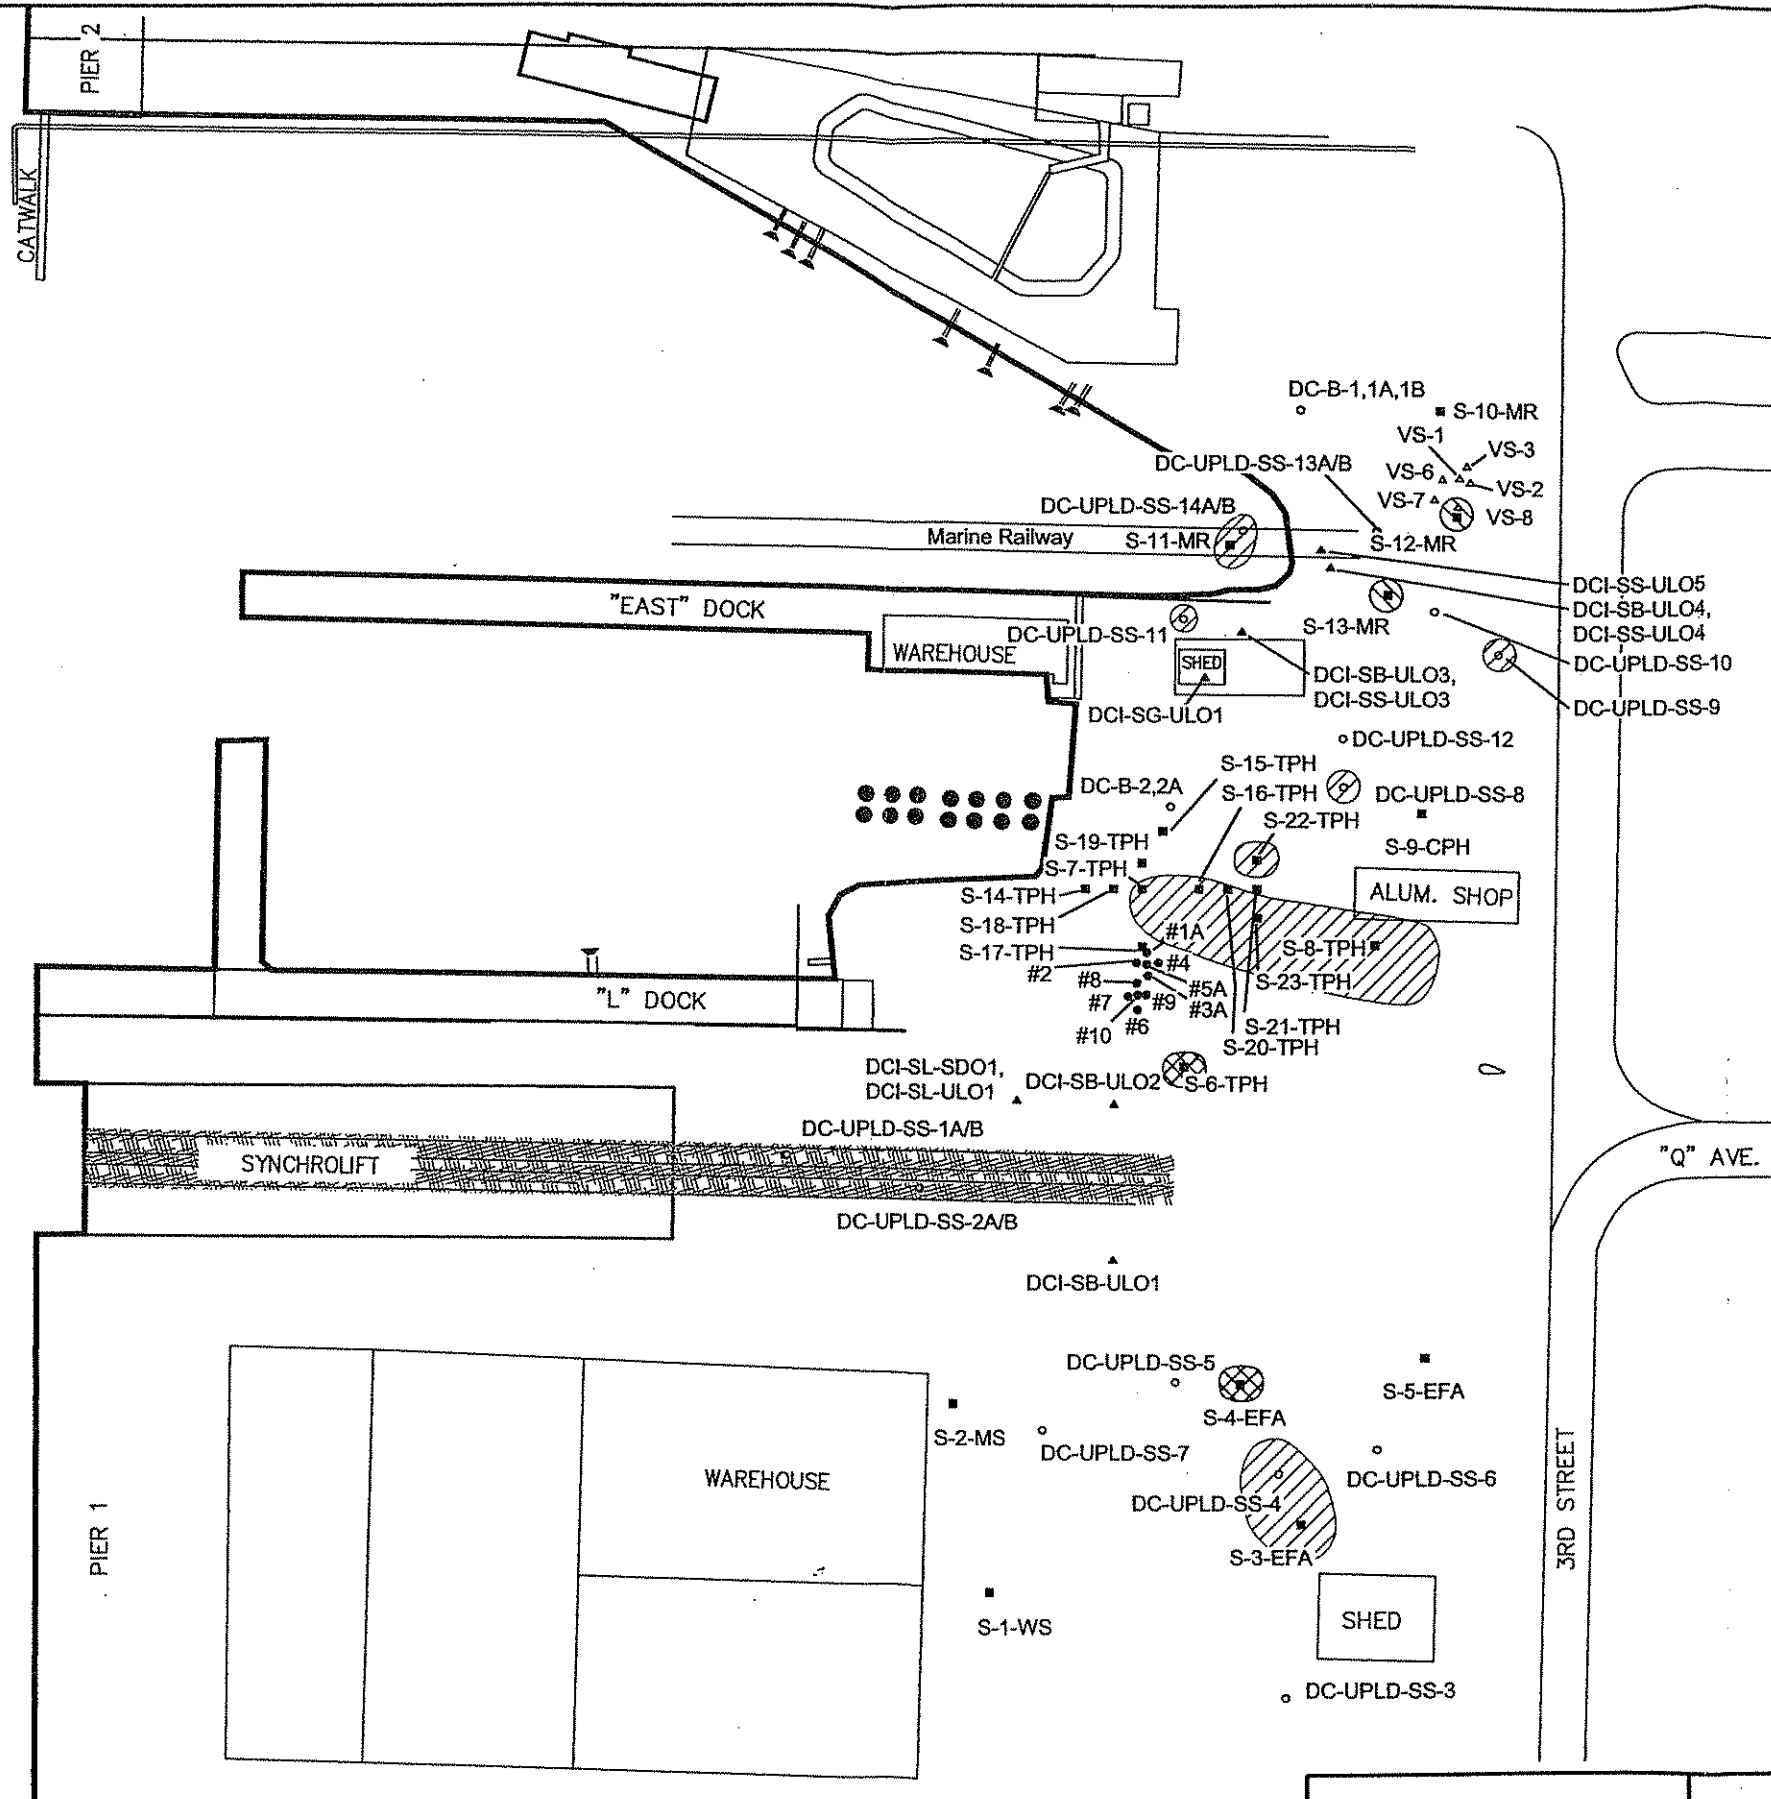 PIER 2
CATWALK
DC-B-1,1A,1B
S-10-MR
VS-1
VS-3
DC-UPLD-SS-13A/B
VS-6
VS-2
VS-7
DC-UPLD-SS-14A/B
VS-8
Marine Railway
S-11-MR
S-12-MR
DCI-SS-ULO5
"EAST" DOCK
DCI-SB-ULO4,
DCI-SS-ULO4
S-13-MR
DC-UPLD-SS-11
WAREHOUSE
SHED
DC-UPLD-SS-10
DCI-SB-ULO3,
DCI-SS-ULO3
DC-UPLD-SS-9
DCI-SG-ULO1
DC-UPLD-SS-12
S-15-TPH
DC-B-2,2A
S-16-TPH
DC-UPLD-SS-8
S-22-TPH
S-19-TPH
S-9-CPH
S-7-TPH
S-14-TPH
ALUM. SHOP
S-18-TPH
#1A
S-17-TPH
S-8-TPH
#2
#4
#8
S-23-TPH
#5A
#7
#9
#3A
"L" DOCK
#10
#6
S-21-TPH
S-20-TPH
DCI-SL-SDO1,
DCI-SL-ULO1
DCI-SB-ULO2
S-6-TPH
DC-UPLD-SS-1A/B
SYNCHROLIFT
"Q" AVE.
DC-UPLD-SS-2A/B
DCI-SB-ULO1
DC-UPLD-SS-5
S-5-EFA
S-4-EFA
S-2-MS
DC-UPLD-SS-7
WAREHOUSE
DC-UPLD-SS-6
DC-UPLD-SS-4
3RD STREET
PIER 1
S-3-EFA
S-1-WS
SHED
DC-UPLD-SS-3